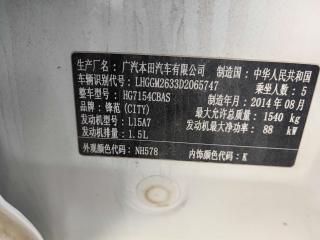 生产厂名: 广汽本田汽车有限公司 制造国: 中华人民共和国
车辆识别代号: LHGGM2633D2065747 乘坐人数: 5
整车型号: HG7154CBAS 制造年月: 2014年08月
品牌: 锋范(CITY) 最大允许总质量: 1540 kg
发动机型号: L15A7 发动机最大净功率: 88 kW
发动机排量: 1.5L
外观颜色代码: NH578 内饰颜色代码: K